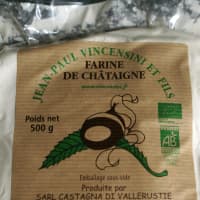 JEAN-PAUL VINCENSINI ET FILS
FARINE
DE CHÂTAIGNE
Poids net
500 g
AB
Emballage sous vide
Produite par
SARL CASTAGNA DI VALLERUSTIE